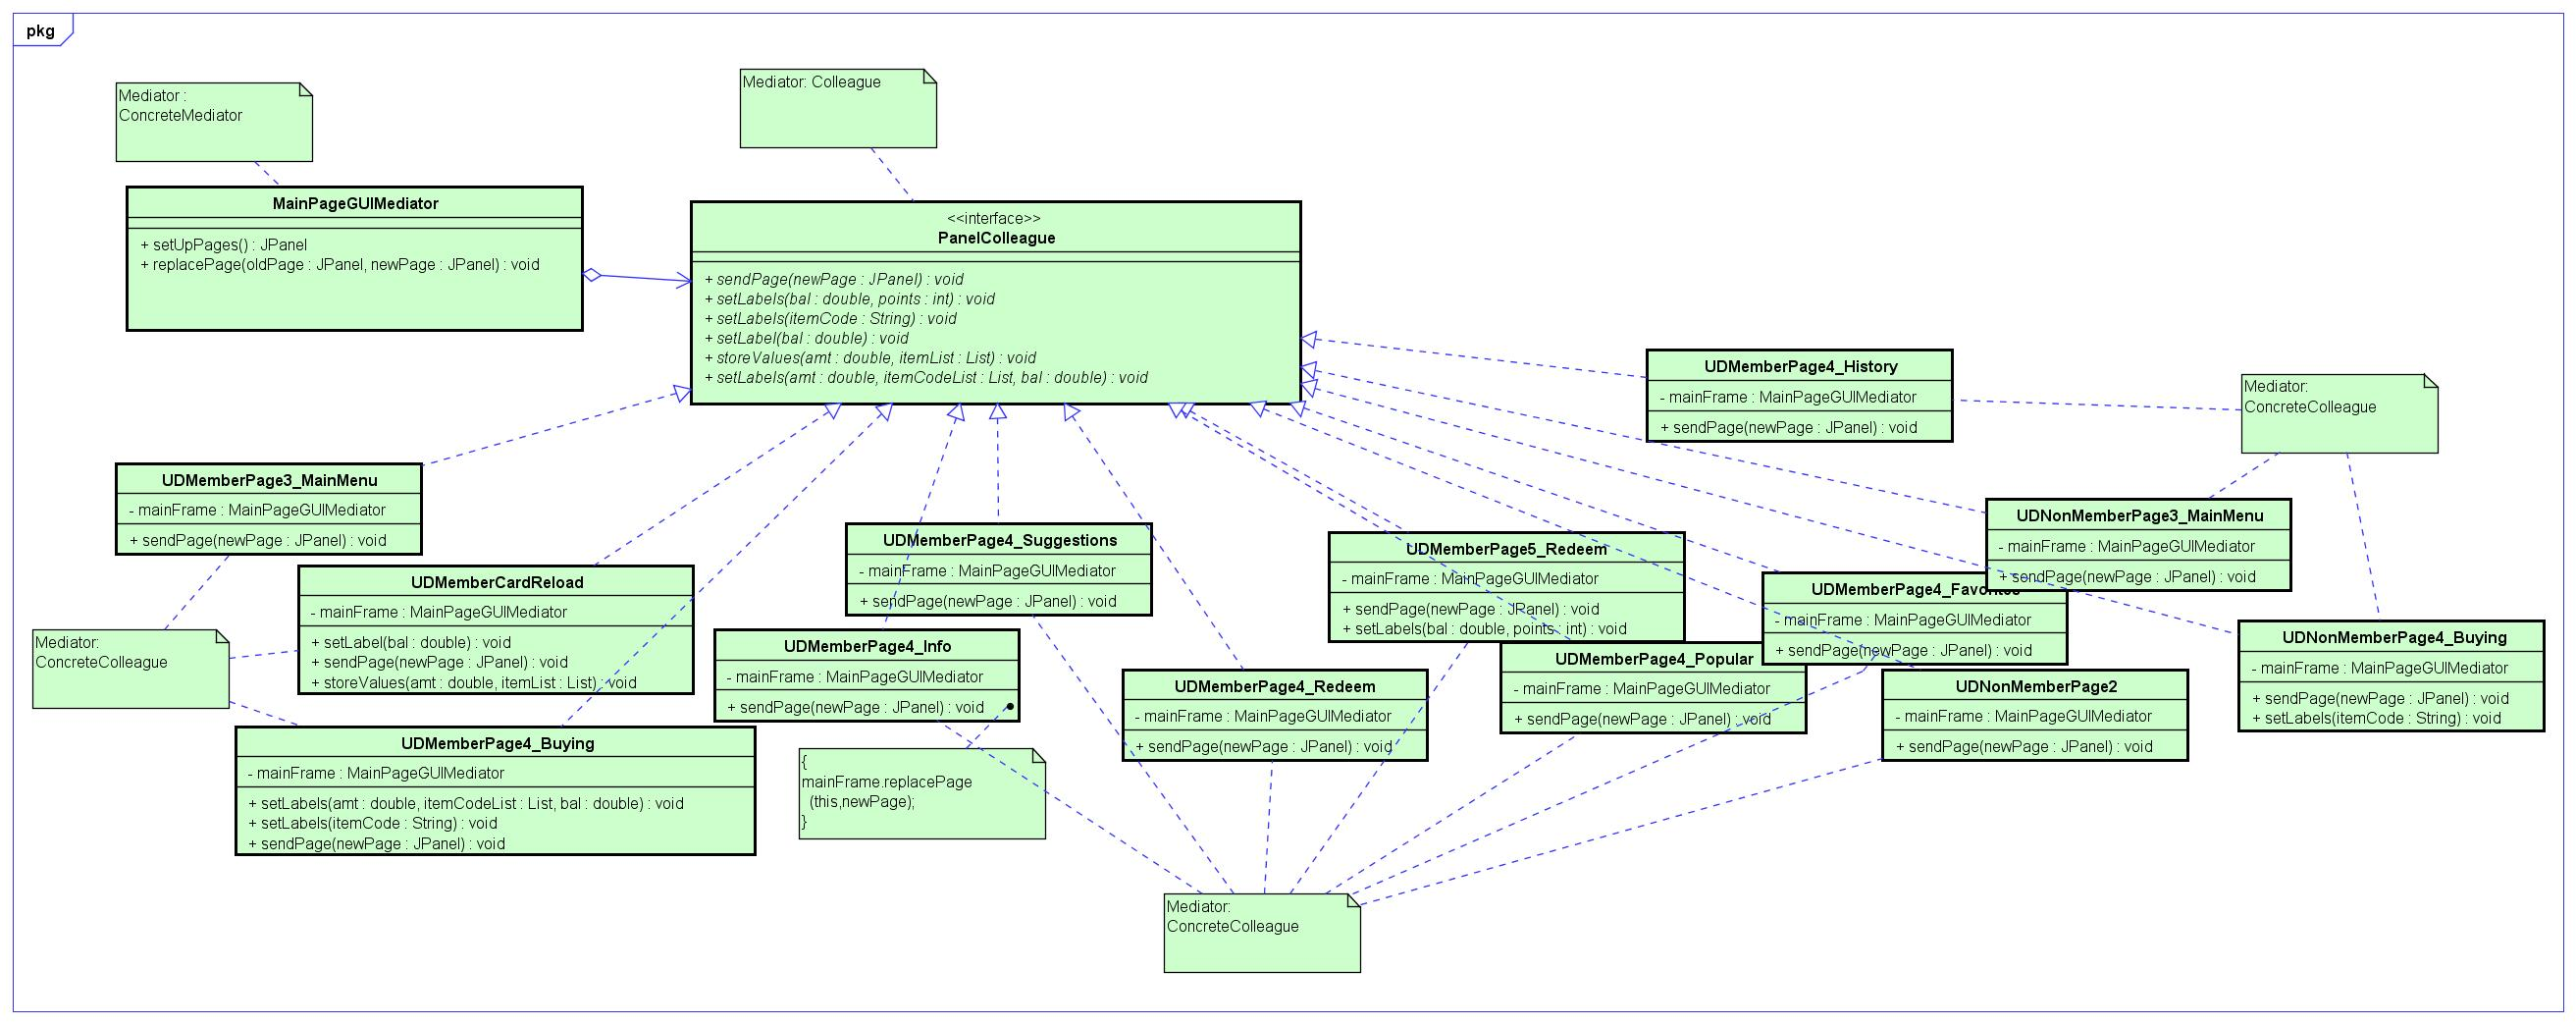 pkg
Mediator :
ConcreteMediator
Mediator: Colleague
MainPageGUIMediator
+ setUpPages() : JPanel
+ replacePage(oldPage : JPanel, newPage : JPanel) : void
<<interface>>
PanelColleague
+ sendPage(newPage : JPanel) : void
+ setLabels(bal : double, points : int) : void
+ setLabels(itemCode : String) : void
+ setLabel(bal : double) : void
+ storeValues(amt : double, itemList : List) : void
+ setLabels(amt : double, itemCodeList : List, bal : double) : void
UDMemberPage4_History
- mainFrame : MainPageGUIMediator
+ sendPage(newPage : JPanel) : void
Mediator:
ConcreteColleague
UDMemberPage3_MainMenu
- mainFrame : MainPageGUIMediator
+ sendPage(newPage : JPanel) : void
UDMemberCardReload
- mainFrame : MainPageGUIMediator
+ setLabel(bal : double) : void
+ sendPage(newPage : JPanel) : void
+ storeValues(amt : double, itemList : List) : void
Mediator:
ConcreteColleague
UDMemberPage4_Buying
- mainFrame : MainPageGUIMediator
+ setLabels(amt : double, itemCodeList : List, bal : double) : void
+ setLabels(itemCode : String) : void
+ sendPage(newPage : JPanel) : void
UDMemberPage4_Suggestions
- mainFrame : MainPageGUIMediator
+ sendPage(newPage : JPanel) : void
UDMemberPage4_Info
- mainFrame : MainPageGUIMediator
+ sendPage(newPage : JPanel) : void
{
mainFrame.replacePage
(this,newPage);
}
UDMemberPage4_Redeem
- mainFrame : MainPageGUIMediator
+ sendPage(newPage : JPanel) : void
UDMemberPage5_Redeem
- mainFrame : MainPageGUIMediator
+ sendPage(newPage : JPanel) : void
+ setLabels(bal : double, points : int) : void
UDMemberPage4_Popular
- mainFrame : MainPageGUIMediator
+ sendPage(newPage : JPanel) : void
UDMemberPage4_Favorites
- mainFrame : MainPageGUIMediator
+ sendPage(newPage : JPanel) : void
UDNonMemberPage3_MainMenu
- mainFrame : MainPageGUIMediator
+ sendPage(newPage : JPanel) : void
UDNonMemberPage2
- mainFrame : MainPageGUIMediator
+ sendPage(newPage : JPanel) : void
UDNonMemberPage4_Buying
- mainFrame : MainPageGUIMediator
+ sendPage(newPage : JPanel) : void
+ setLabels(itemCode : String) : void
Mediator:
ConcreteColleague